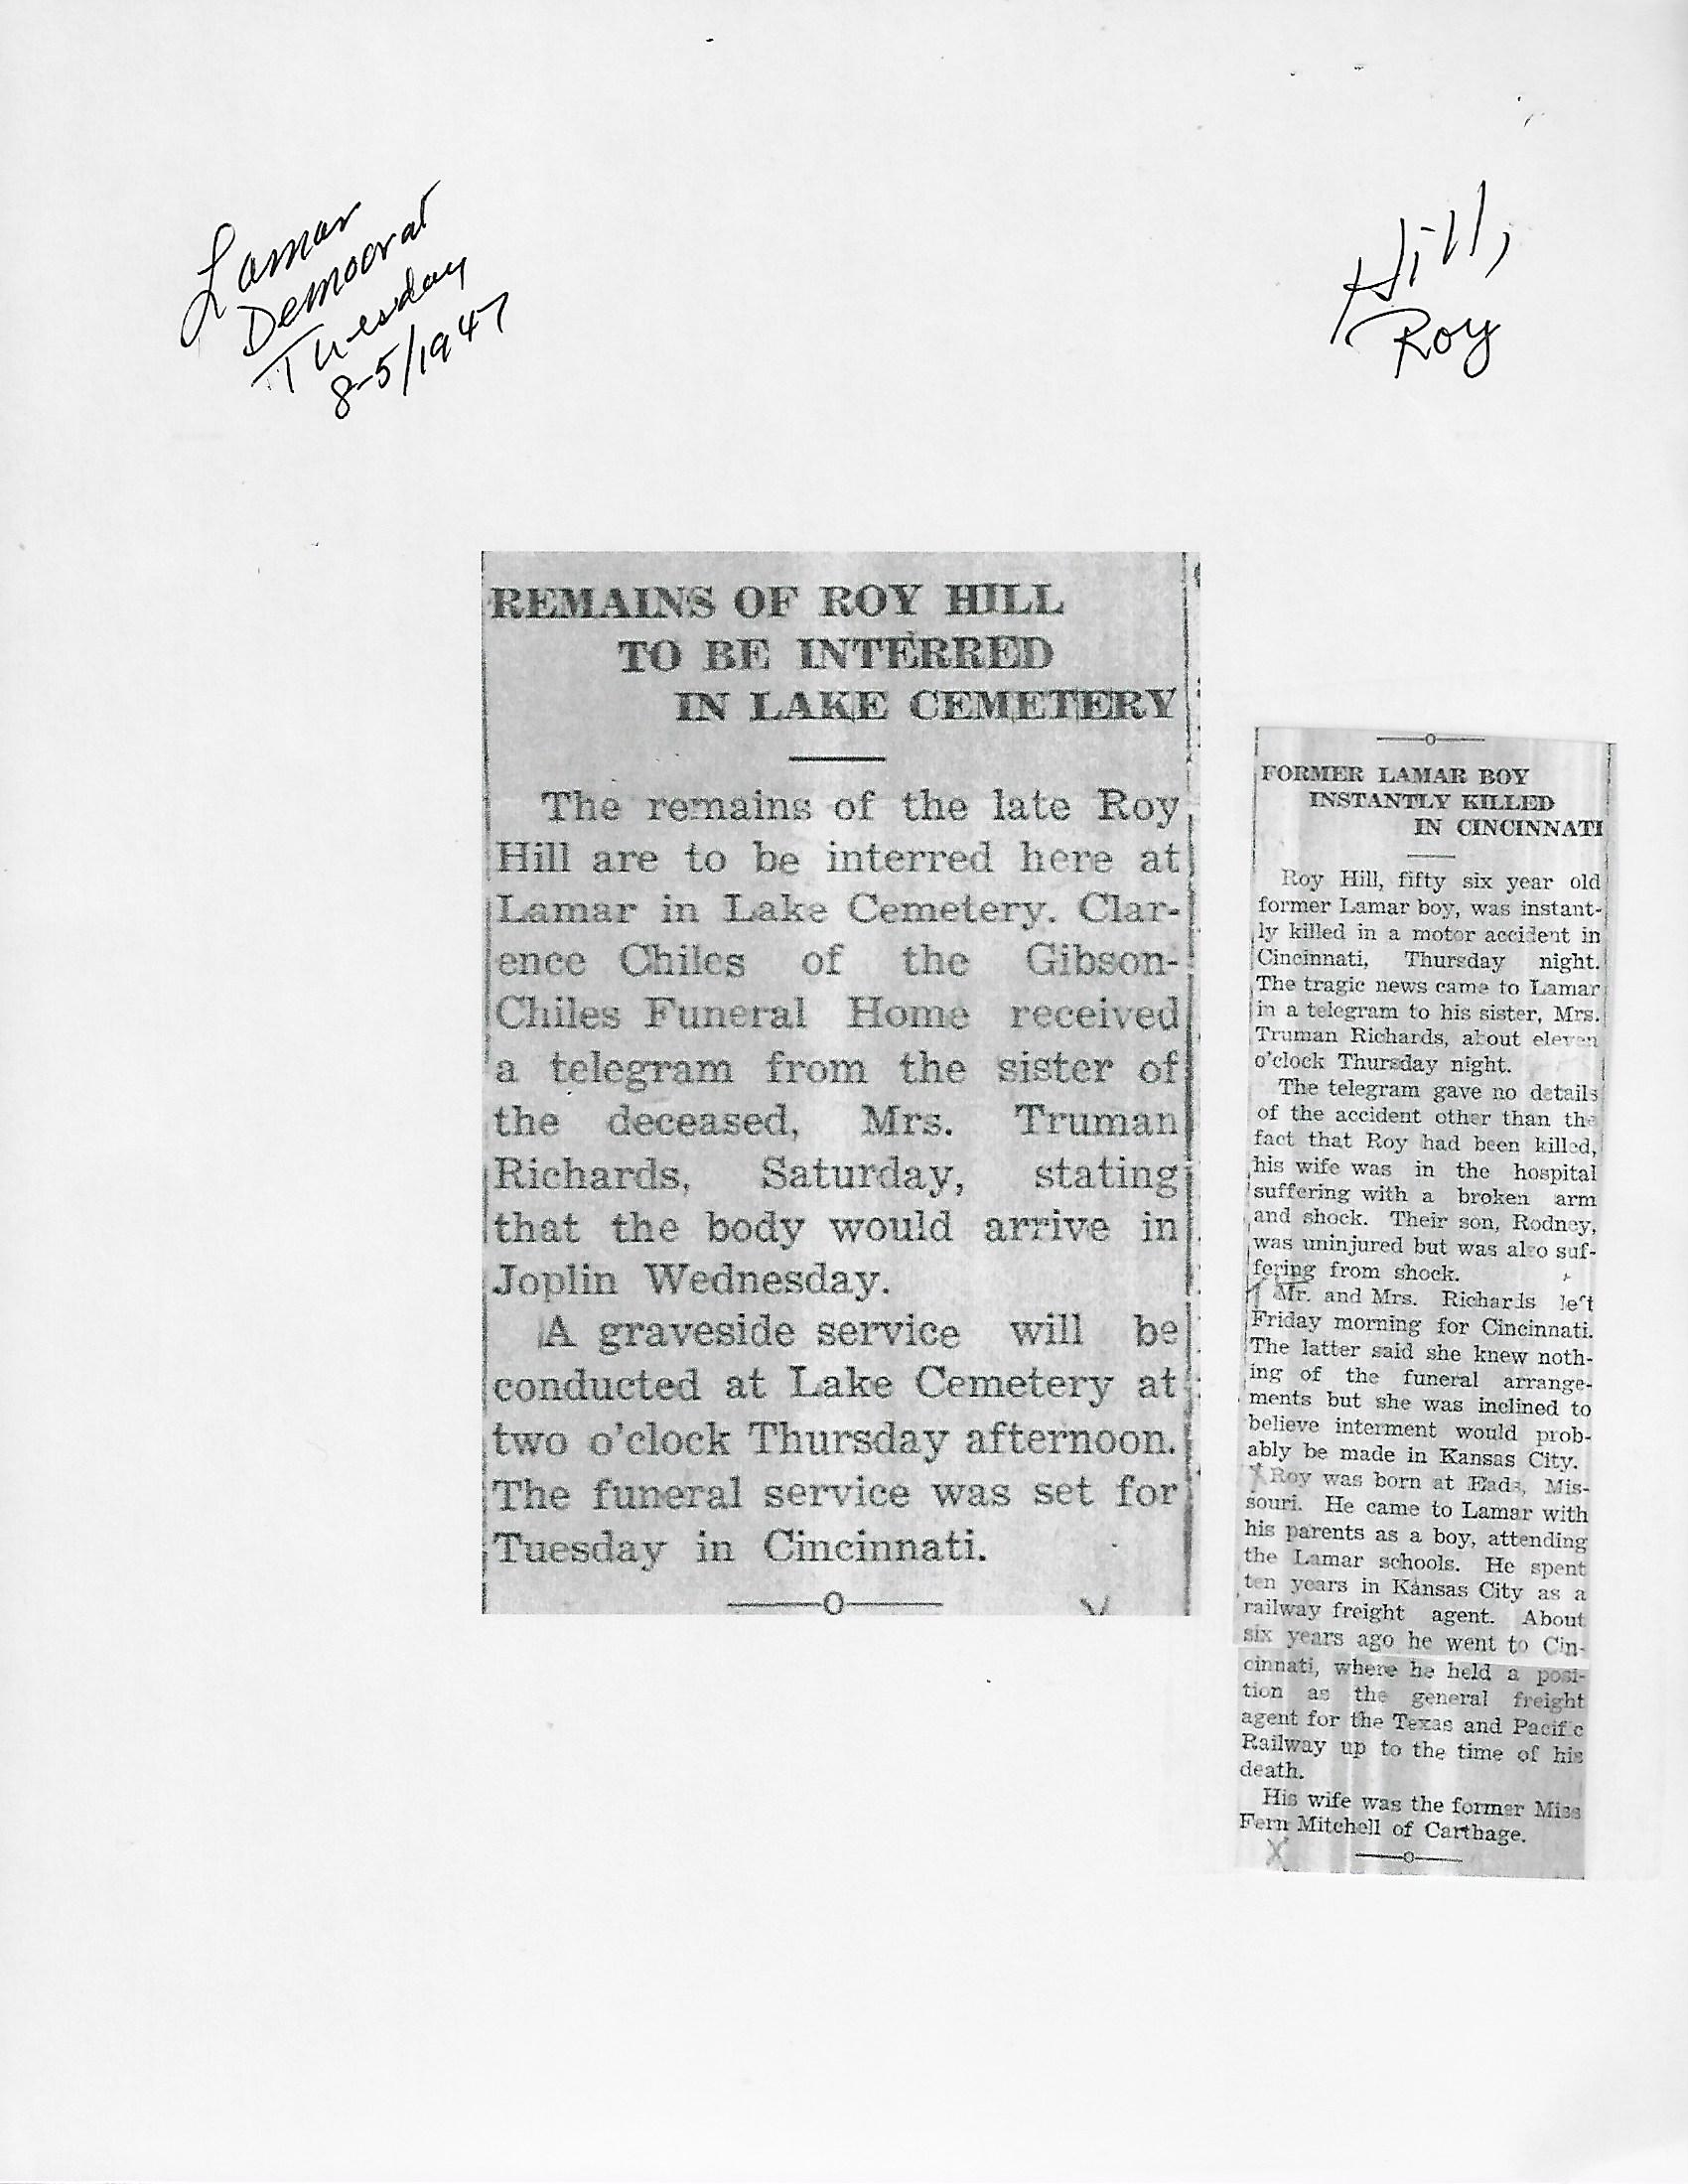 Lamar
Democrat
Tuesday
8-5/1947
Hill,
Roy
REMAINS OF ROY HILL
TO BE INTERRED
IN LAKE CEMETERY
The remains of the late Roy
Hill are to be interred here at
Lamar in Lake Cemetery. Clar-
ence Chiles of the Gibson-
Chiles Funeral Home received
a telegram from the sister of
the deceased, Mrs. Truman
Richards, Saturday, stating
that the body would arrive in
Joplin Wednesday.
A graveside service will be
conducted at Lake Cemetery at
two o'clock Thursday afternoon.
The funeral service was set for
Tuesday in Cincinnati.
FORMER LAMAR BOY
INSTANTLY KILLED
IN CINCINNATI
Roy Hill, fifty six year old
former Lamar boy, was instant-
ly killed in a motor accident in
Cincinnati, Thursday night.
The tragic news came to Lamar
in a telegram to his sister, Mrs.
Truman Richards, about eleven
o'clock Thursday night.
The telegram gave no details
of the accident other than the
fact that Roy had been killed,
his wife was in the hospital
suffering with a broken arm
and shock. Their son, Rodney,
was uninjured but was also suf-
fering from shock.
Mr. and Mrs. Richards left
Friday morning for Cincinnati.
The latter said she knew noth-
ing of the funeral arrange-
ments but she was inclined to
believe interment would prob-
ably be made in Kansas City.
Roy was born at Eads, Mis-
souri. He came to Lamar with
his parents as a boy, attending
the Lamar schools. He spent
ten years in Kansas City as a
railway freight agent. About
six years ago he went to Cin-
cinnati, where he held a posi-
tion as the general freight
agent for the Texas and Pacific
Railway up to the time of his
death.
His wife was the former Miss
Fern Mitchell of Carthage.